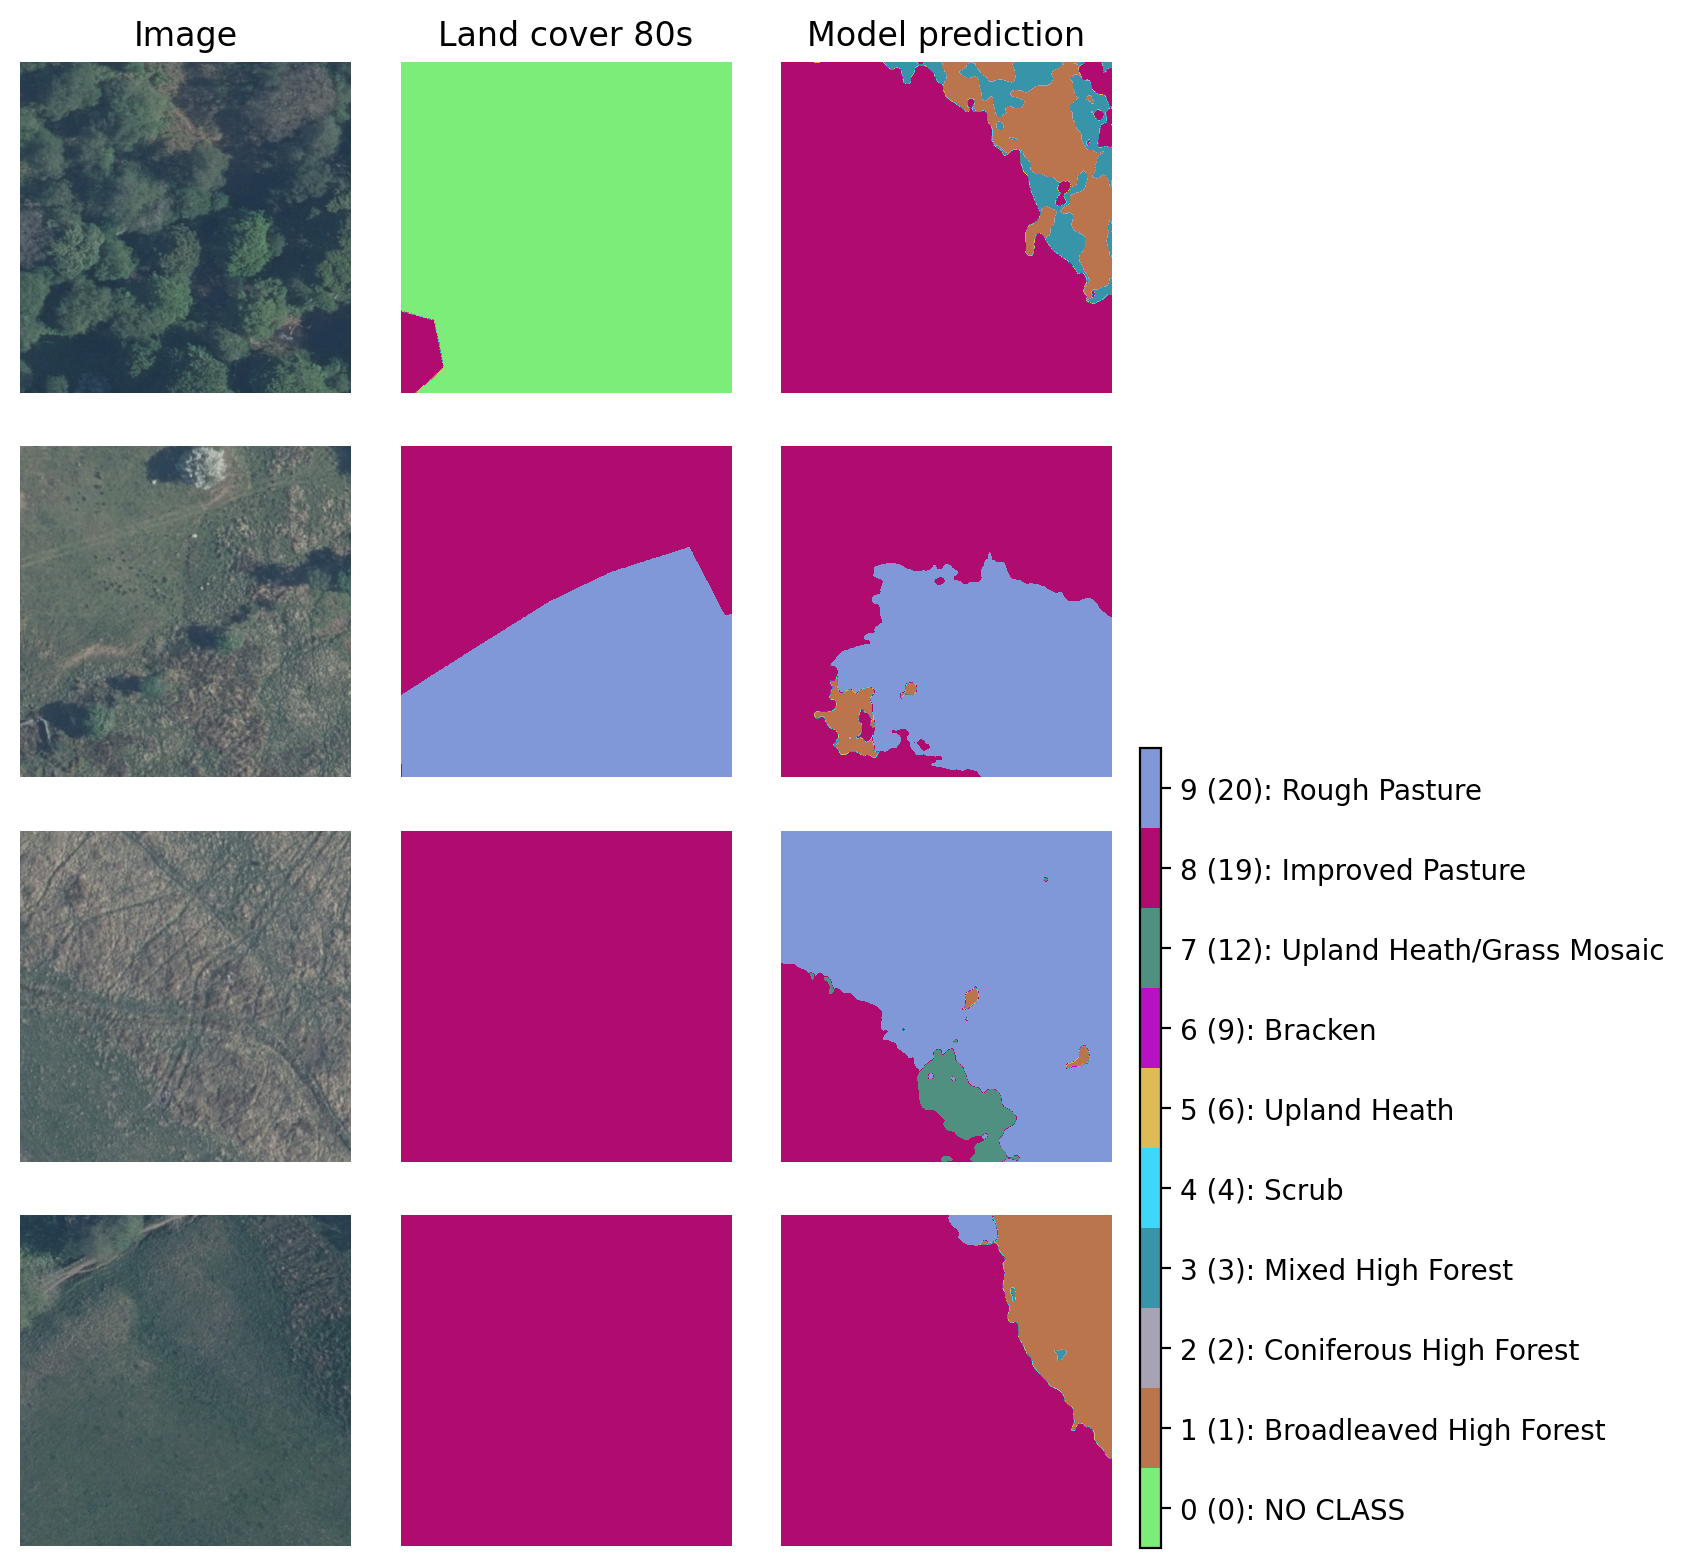 Image
Land cover 80s
Model prediction
9 (20): Rough Pasture
8 (19): Improved Pasture
7 (12): Upland Heath/Grass Mosaic
6 (9): Bracken
5 (6): Upland Heath
4 (4): Scrub
3 (3): Mixed High Forest
2 (2): Coniferous High Forest
1 (1): Broadleaved High Forest
0 (0): NO CLASS